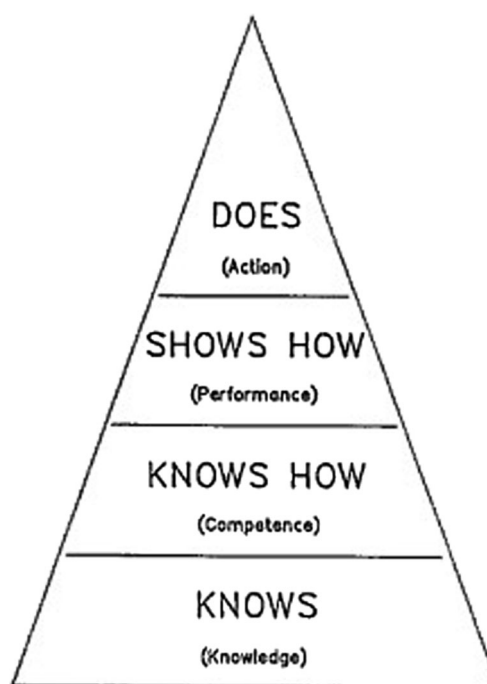 DOES
(Action)
SHOWS HOW
(Performance)
KNOWS HOW
(Competence)
KNOWS
(Knowledge)